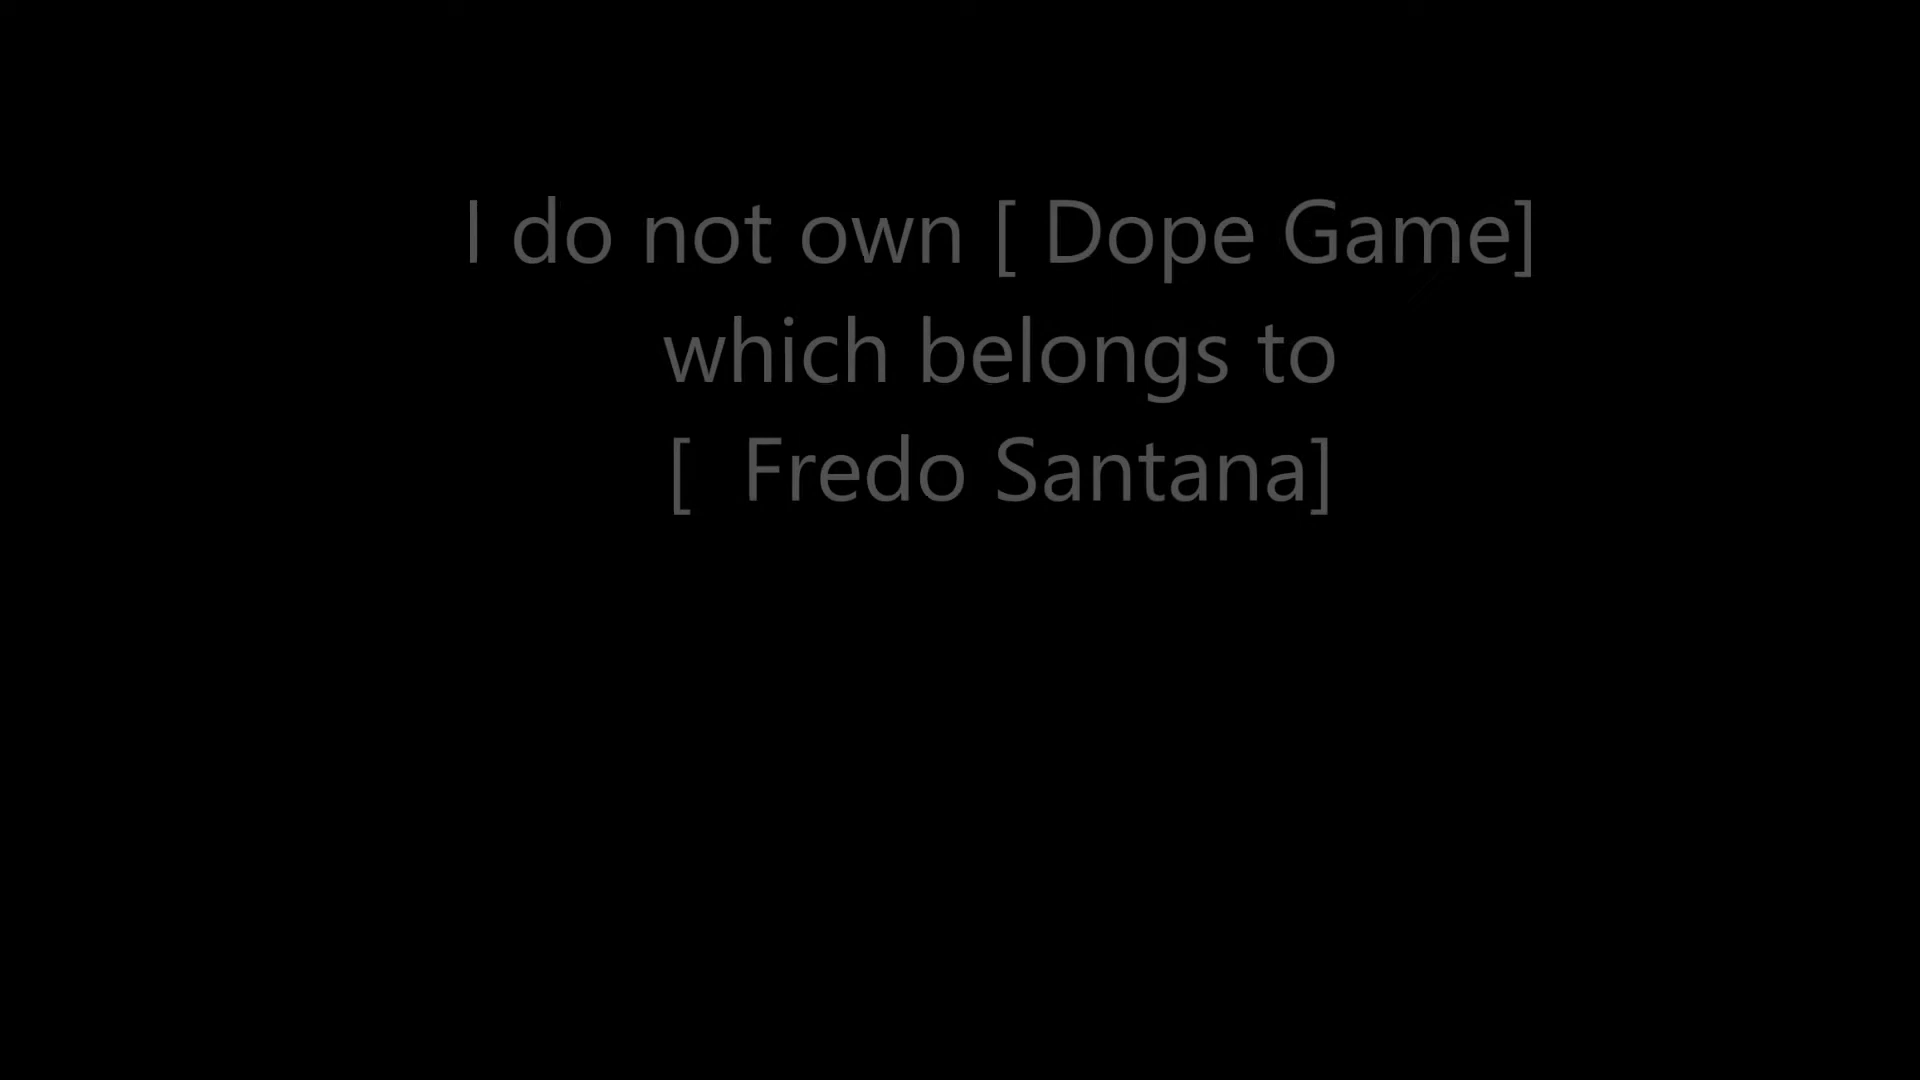 I do not own [ Dope Game]
which belongs to
[  Fredo Santana]